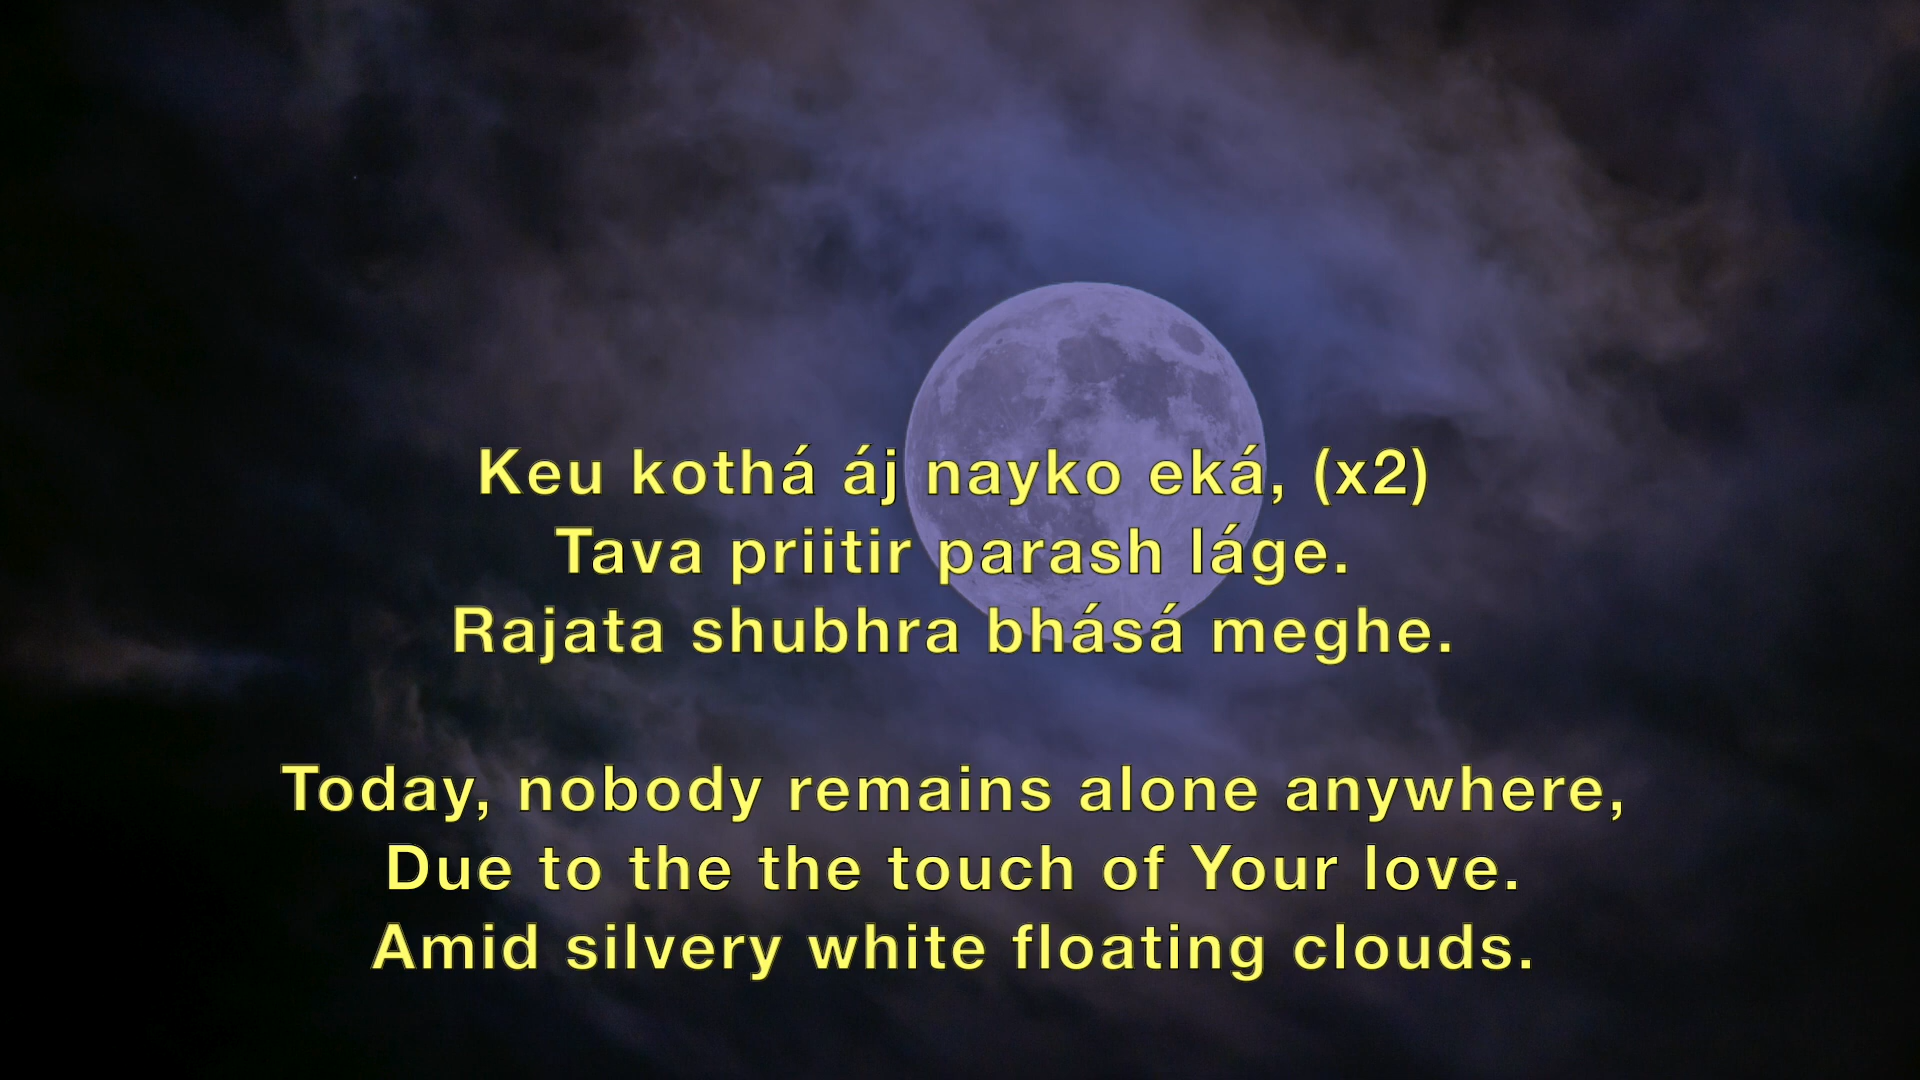 Keu kothá áj nayko eká, (x2)
Tava priitir parash láge.
Rajata shubhra bhásá meghe.
Today, nobody remains alone anywhere,
Due to the the touch of Your love.
Amid silvery white floating clouds.